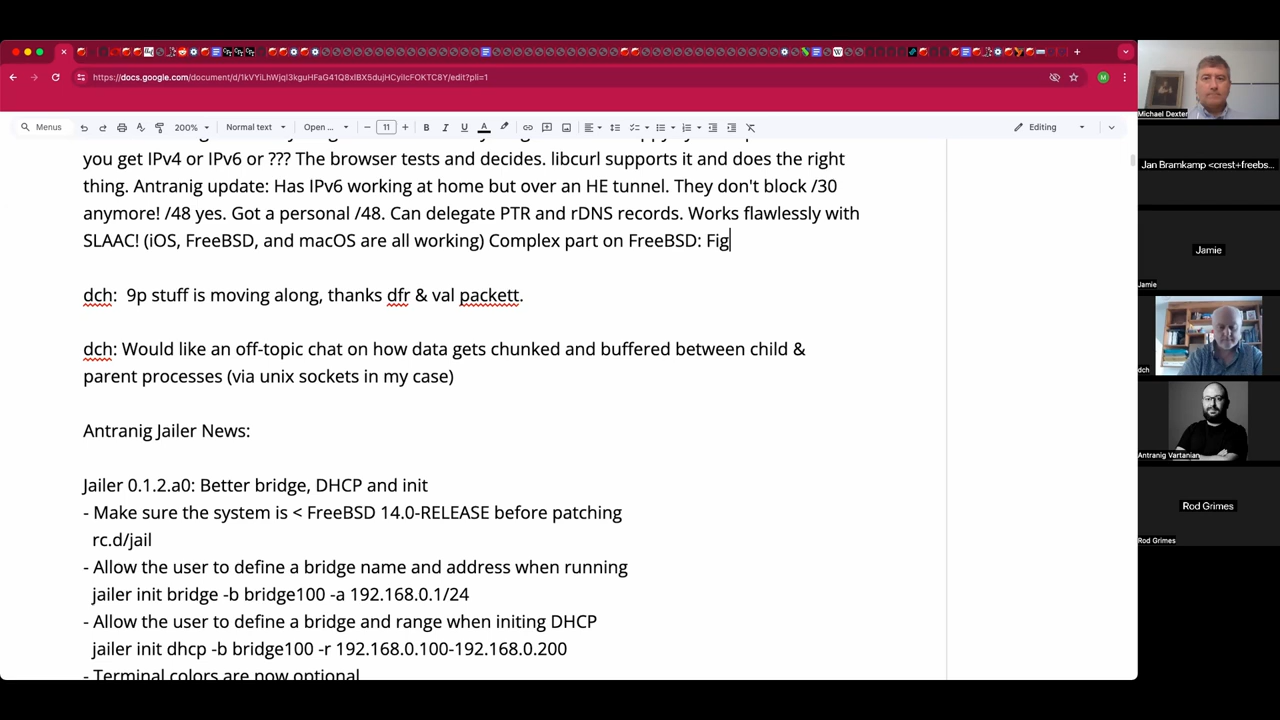 https://docs.google.com/document/d/1kVYiLhWjqI3kguHFaG41Q8xIBX5dujHCyiIcFOKTC8Y/edit?pli=1
M
Menus
200%
Normal text
Open ...
11
B I U A
Editing
you get IPv4 or IPv6 or ??? The browser tests and decides. libcurl supports it and does the right
thing. Antranig update: Has IPv6 working at home but over an HE tunnel. They don't block /30
anymore! /48 yes. Got a personal /48. Can delegate PTR and rDNS records. Works flawlessly with
SLAAC! (iOS, FreeBSD, and macOS are all working) Complex part on FreeBSD: Fig
dch: 9p stuff is moving along, thanks dfr & val packett.
dch: Would like an off-topic chat on how data gets chunked and buffered between child &
parent processes (via unix sockets in my case)
Antranig Jailer News:
Jailer 0.1.2.a0: Better bridge, DHCP and init
- Make sure the system is < FreeBSD 14.0-RELEASE before patching
rc.d/jail
- Allow the user to define a bridge name and address when running
jailer init bridge -b bridge100 -a 192.168.0.1/24
- Allow the user to define a bridge and range when initing DHCP
jailer init dhcp -b bridge100 -r 192.168.0.100-192.168.0.200
- Terminal colors are now optional
Michael Dexter
Jan Bramkamp <crest+freebs...
Jamie
Jamie
dch
Antranig Vartanian
Rod Grimes
Rod Grimes